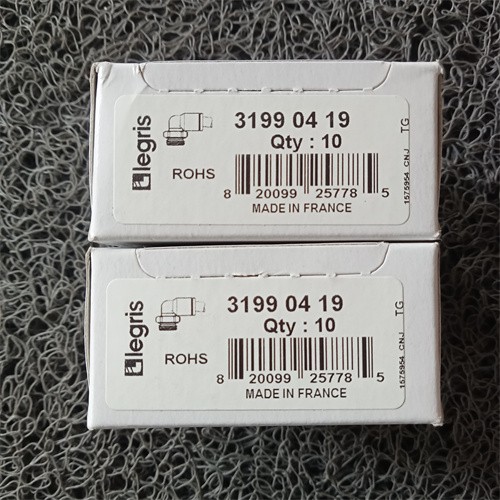 legris
3199 04 19
Qty : 10
ROHS
8 20099 25778 5
MADE IN FRANCE
1575954 CNJ TG
legris
3199 04 19
Qty : 10
ROHS
8 20099 25778 5
MADE IN FRANCE
1575954 CNJ TG